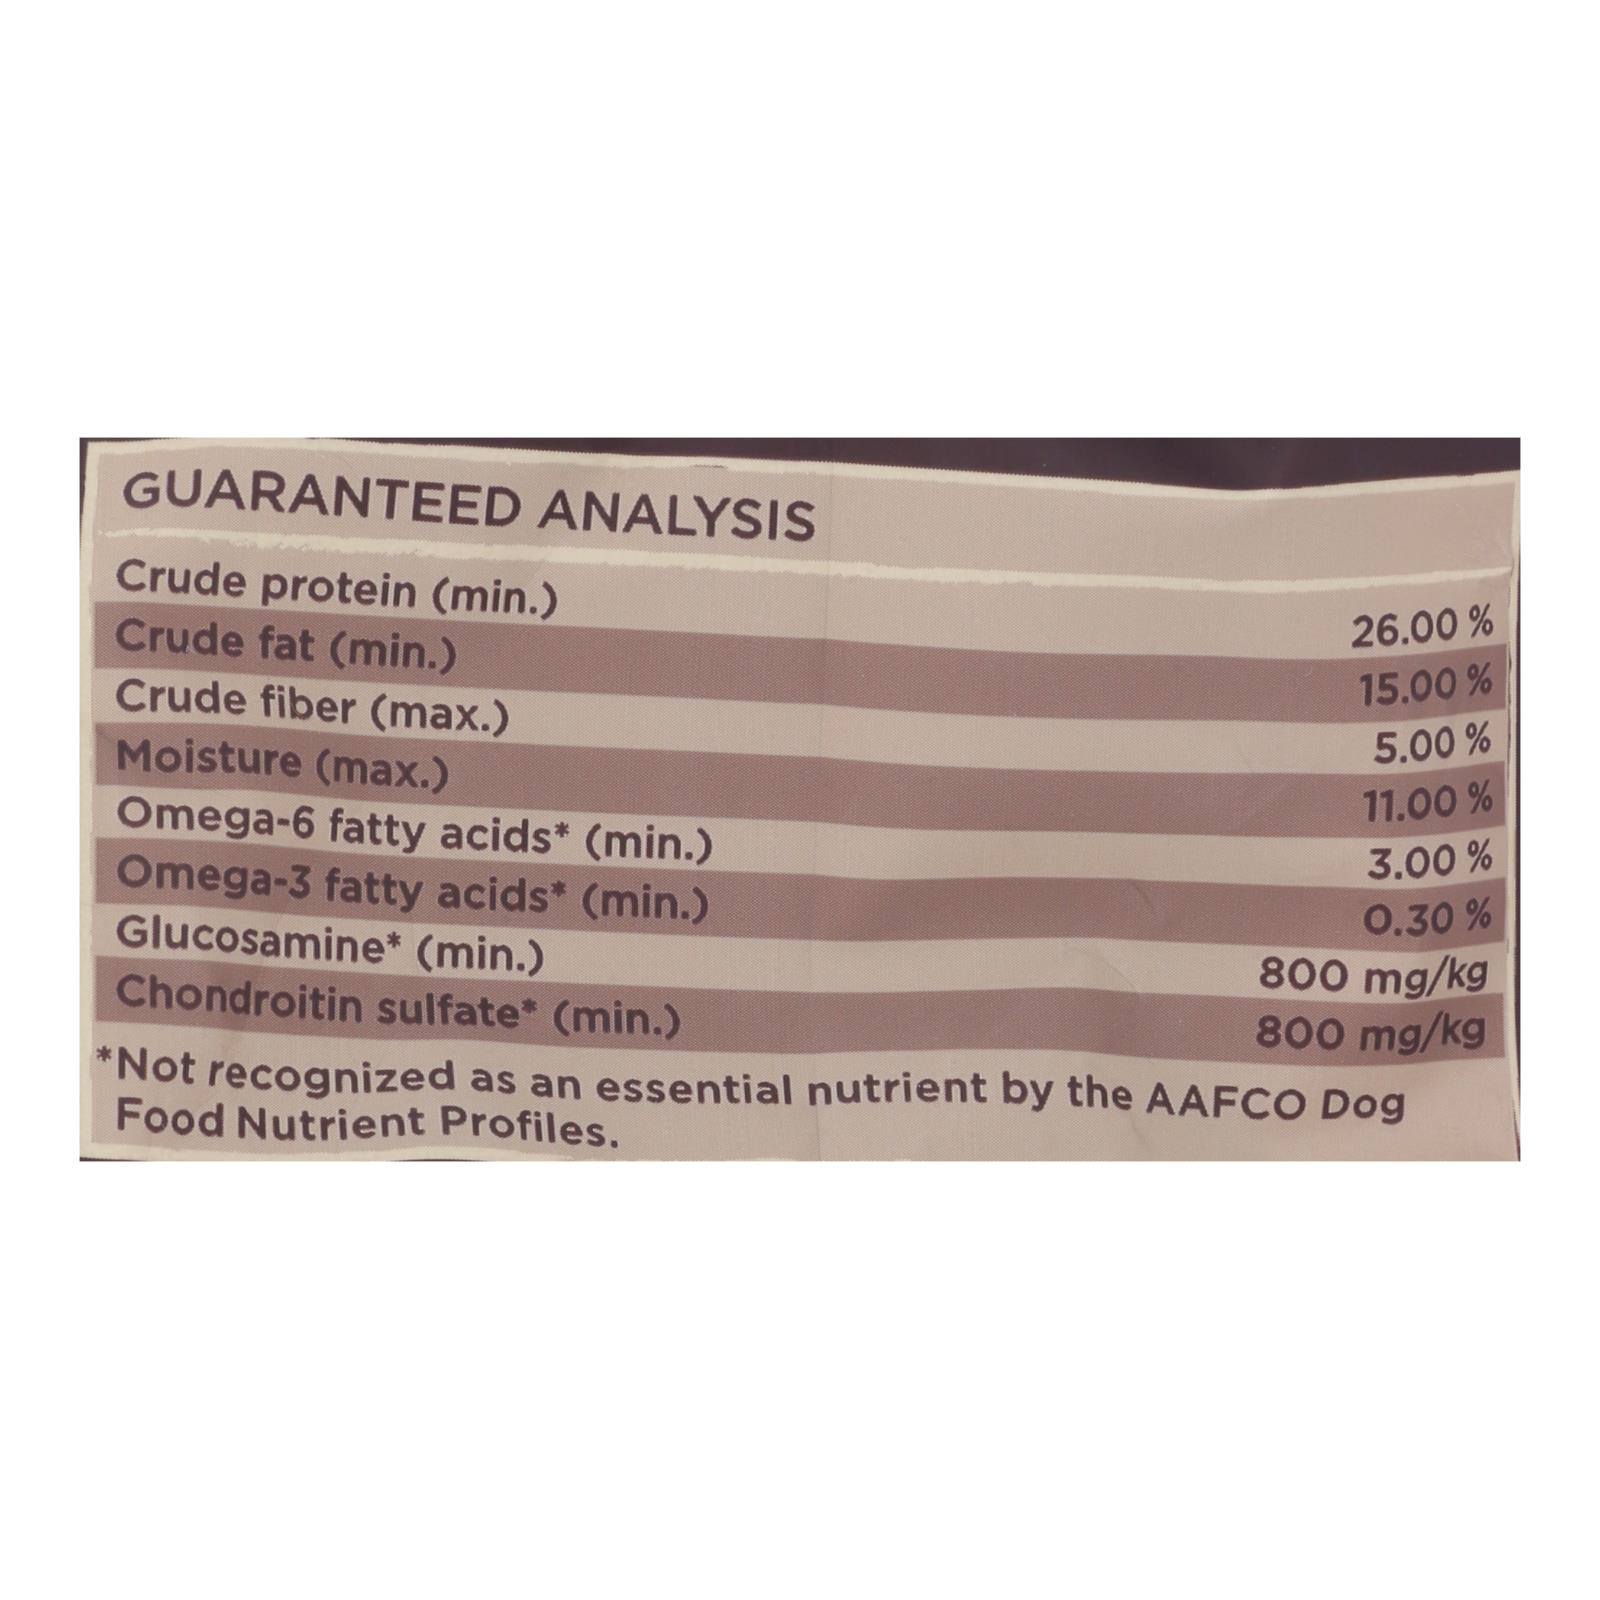 GUARANTEED ANALYSIS
Crude protein (min.) 26.00 %
Crude fat (min.) 15.00 %
Crude fiber (max.) 5.00 %
Moisture (max.) 11.00 %
Omega-6 fatty acids* (min.) 3.00 %
Omega-3 fatty acids* (min.) 0.30 %
Glucosamine* (min.) 800 mg/kg
Chondroitin sulfate* (min.) 800 mg/kg
*Not recognized as an essential nutrient by the AAFCO Dog
Food Nutrient Profiles.